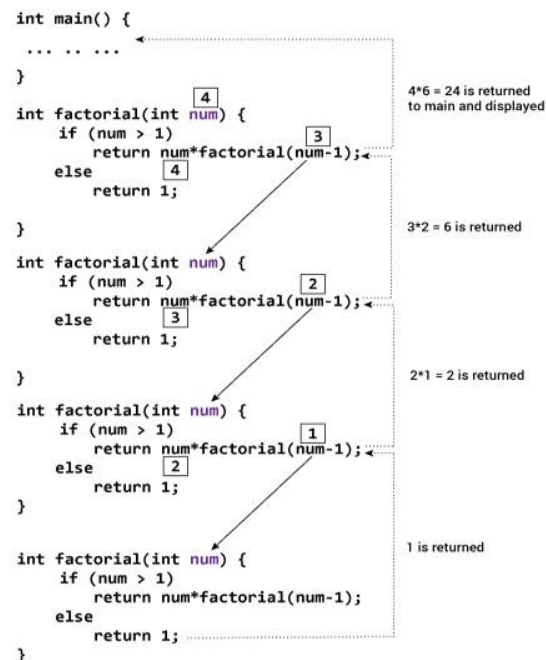 int main() {
... .. ...
}
4*6 = 24 is returned
to main and displayed
4
int factorial(int num) {
if (num > 1)
3
return num*factorial(num-1);
else
4
return 1;
}
3*2 = 6 is returned
int factorial(int num) {
if (num > 1)
2
return num*factorial(num-1);
else
3
return 1;
}
2*1 = 2 is returned
int factorial(int num) {
if (num > 1)
1
return num*factorial(num-1);
else
2
return 1;
}
1 is returned
int factorial(int num) {
if (num > 1)
return num*factorial(num-1);
else
return 1;
}